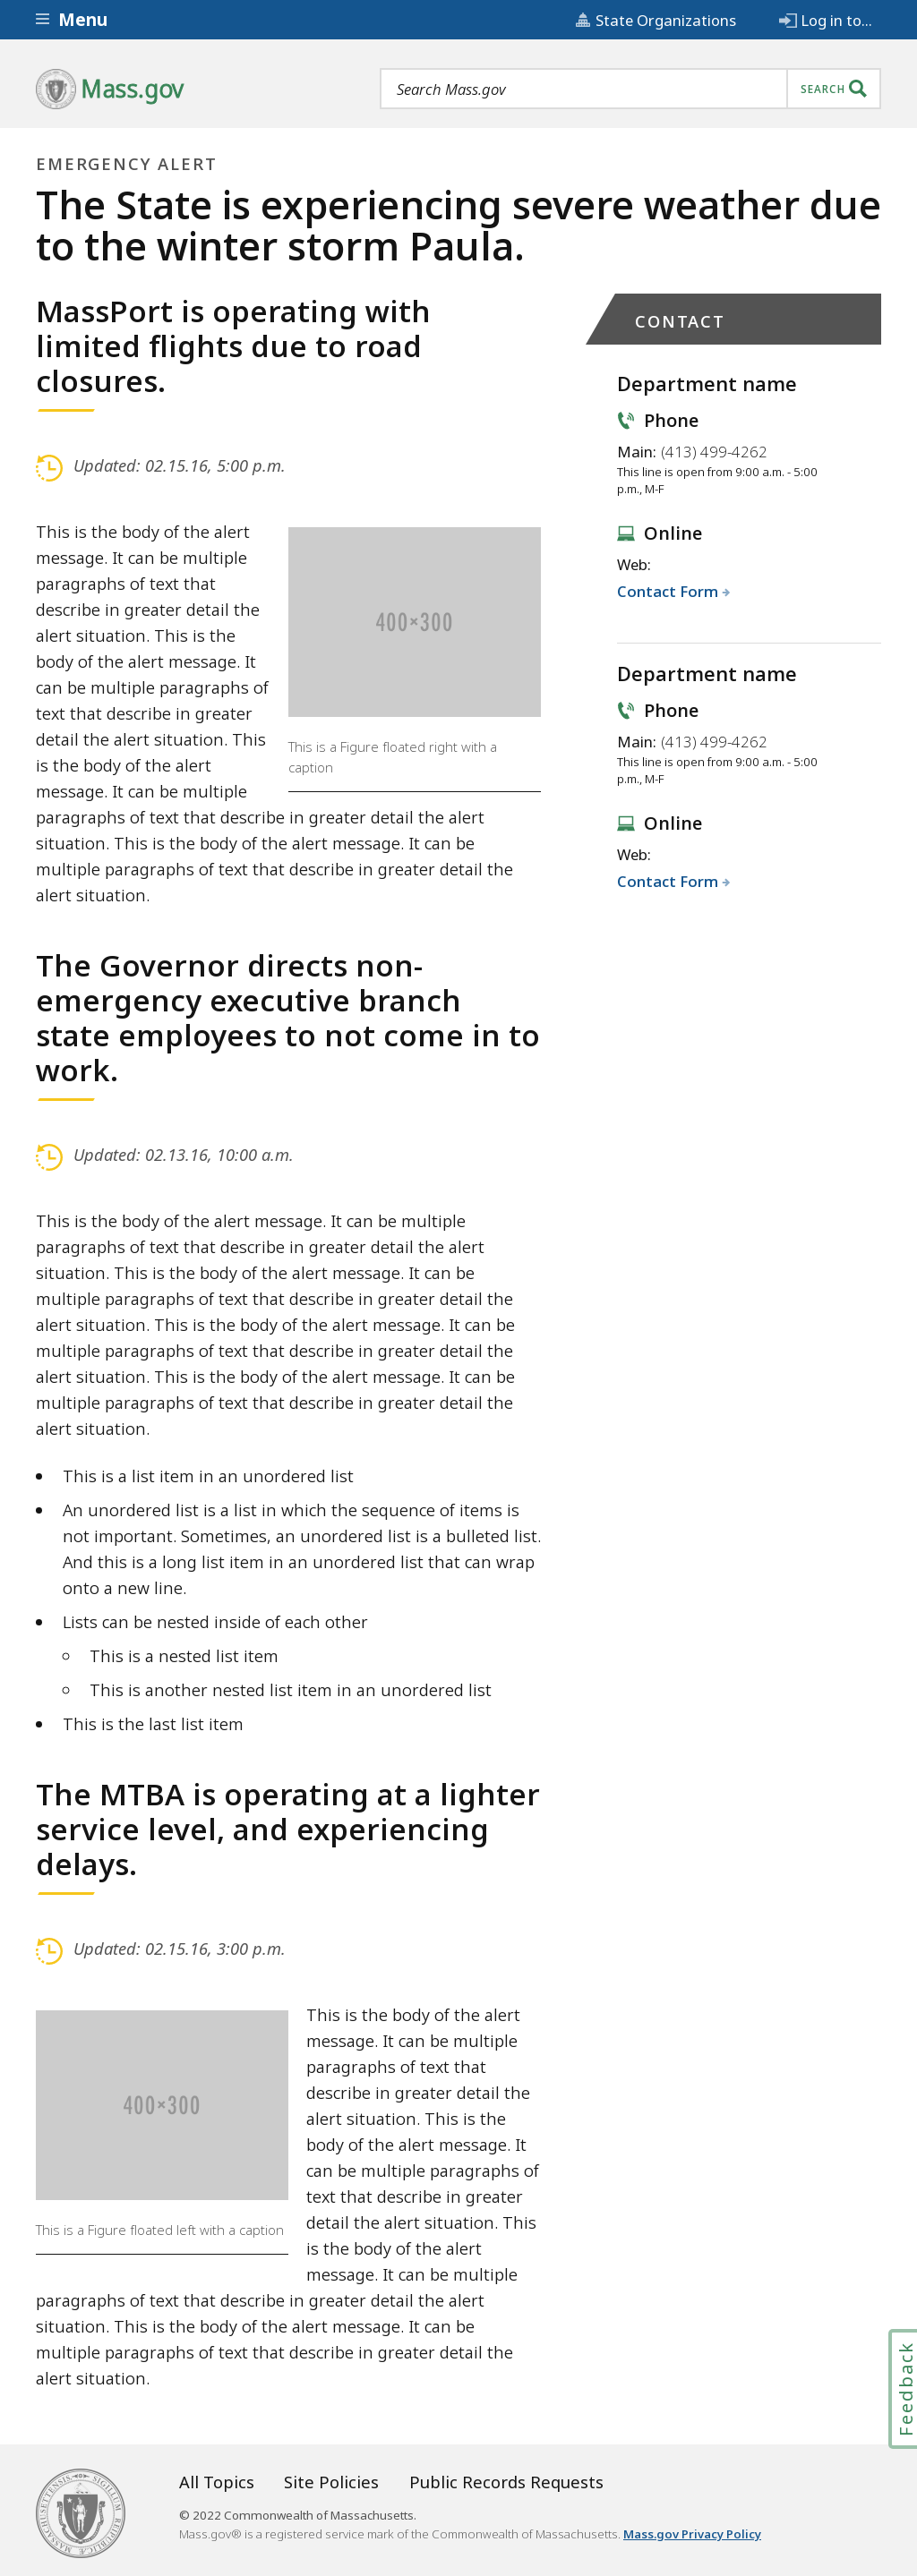 Menu
State Organizations
Log in to...
Mass.gov
Search Mass.gov
SEARCH
EMERGENCY ALERT
The State is experiencing severe weather due
to the winter storm Paula.
MassPort is operating with
limited flights due to road
closures.
Updated: 02.15.16, 5:00 p.m.
This is the body of the alert
message. It can be multiple
paragraphs of text that
describe in greater detail the
alert situation. This is the
body of the alert message. It
can be multiple paragraphs of
text that describe in greater
detail the alert situation. This
is the body of the alert
message. It can be multiple
paragraphs of text that describe in greater detail the alert
situation. This is the body of the alert message. It can be
multiple paragraphs of text that describe in greater detail the
alert situation.
400×300
This is a Figure floated right with a
caption
The Governor directs non-
emergency executive branch
state employees to not come in to
work.
Updated: 02.13.16, 10:00 a.m.
This is the body of the alert message. It can be multiple
paragraphs of text that describe in greater detail the alert
situation. This is the body of the alert message. It can be
multiple paragraphs of text that describe in greater detail the
alert situation. This is the body of the alert message. It can be
multiple paragraphs of text that describe in greater detail the
alert situation. This is the body of the alert message. It can be
multiple paragraphs of text that describe in greater detail the
alert situation.
This is a list item in an unordered list
An unordered list is a list in which the sequence of items is
not important. Sometimes, an unordered list is a bulleted list.
And this is a long list item in an unordered list that can wrap
onto a new line.
Lists can be nested inside of each other
This is a nested list item
This is another nested list item in an unordered list
This is the last list item
The MTBA is operating at a lighter
service level, and experiencing
delays.
Updated: 02.15.16, 3:00 p.m.
400×300
This is a Figure floated left with a caption
This is the body of the alert
message. It can be multiple
paragraphs of text that
describe in greater detail the
alert situation. This is the
body of the alert message. It
can be multiple paragraphs of
text that describe in greater
detail the alert situation. This
is the body of the alert
message. It can be multiple
paragraphs of text that describe in greater detail the alert
situation. This is the body of the alert message. It can be
multiple paragraphs of text that describe in greater detail the
alert situation.
CONTACT
Department name
Phone
Main: (413) 499-4262
This line is open from 9:00 a.m. - 5:00
p.m., M-F
Online
Web:
Contact Form
Department name
Phone
Main: (413) 499-4262
This line is open from 9:00 a.m. - 5:00
p.m., M-F
Online
Web:
Contact Form
Feedback
All Topics
Site Policies
Public Records Requests
© 2022 Commonwealth of Massachusetts.
Mass.gov® is a registered service mark of the Commonwealth of Massachusetts. Mass.gov Privacy Policy